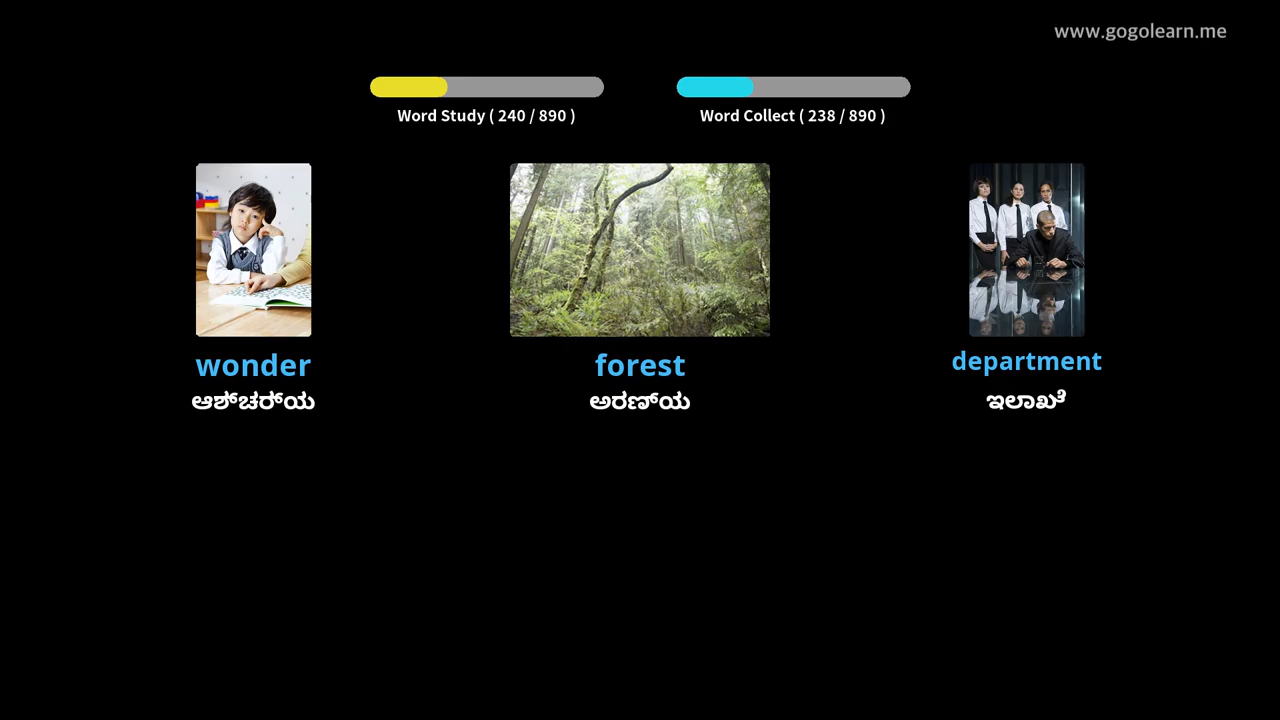 www.gogolearn.me
Word Study ( 240 / 890 )
Word Collect ( 238 / 890 )
wonder
forest
department
ಆಶ್ಚರ್ಯ
ಅರಣ್ಯ
ಇಲಾಖೆ